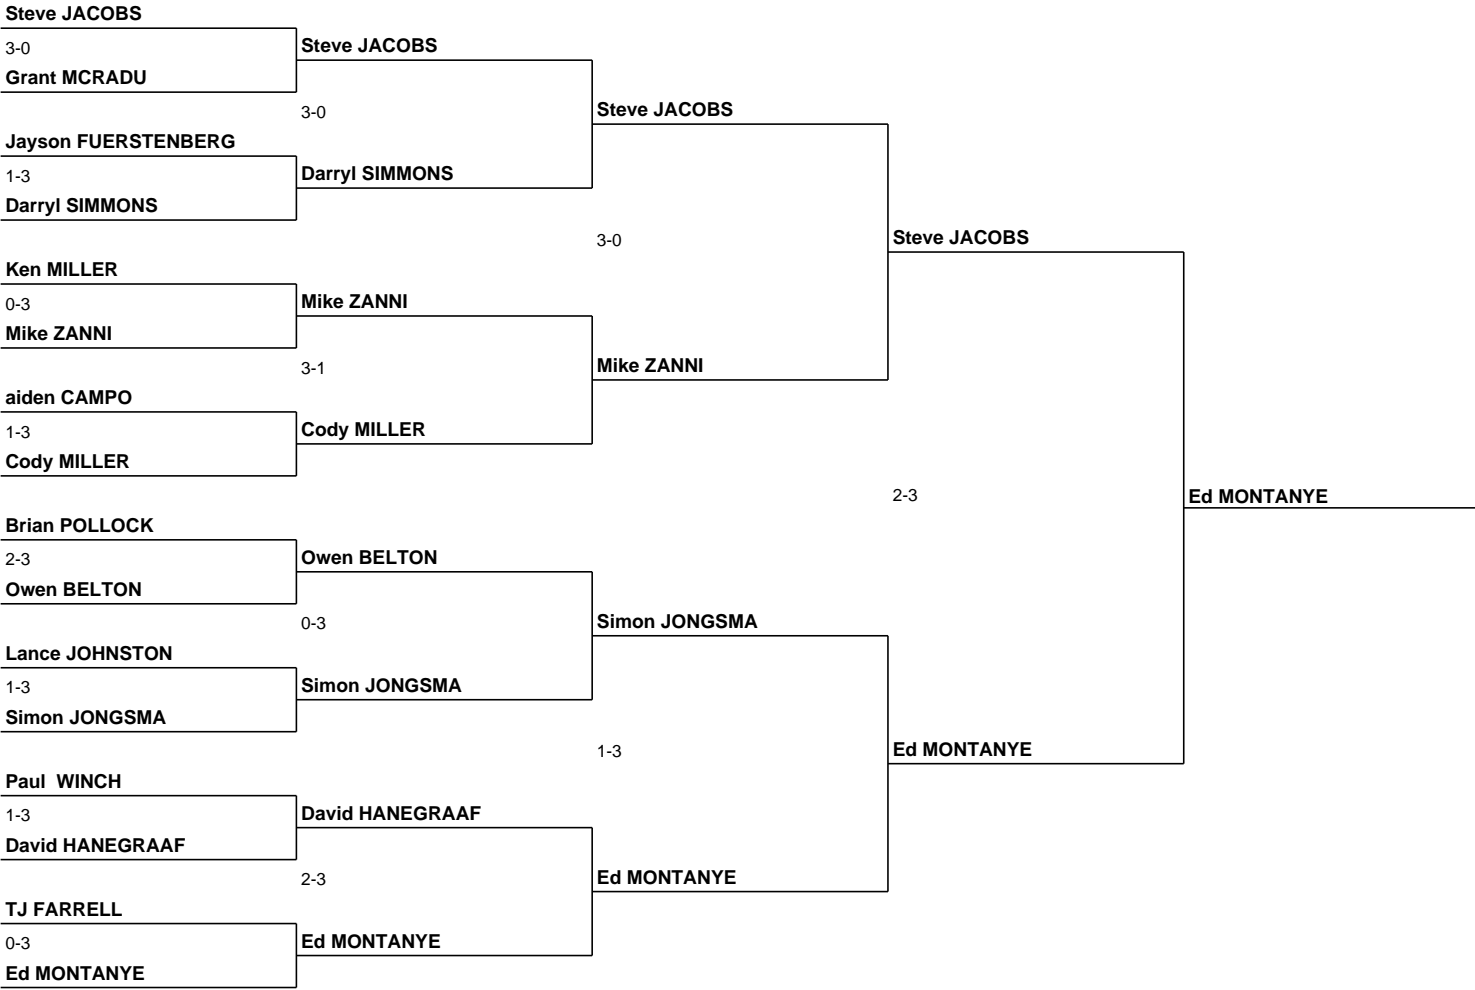 Steve JACOBS
3-0
Grant MCRADU
Jayson FUERSTENBERG
1-3
Darryl SIMMONS
Ken MILLER
0-3
Mike ZANNI
aiden CAMPO
1-3
Cody MILLER
Brian POLLOCK
2-3
Owen BELTON
Lance JOHNSTON
1-3
Simon JONGSMA
Paul  WINCH
1-3
David HANEGRAAF
TJ FARRELL
0-3
Ed MONTANYE
Steve JACOBS
3-0
Darryl SIMMONS
Mike ZANNI
3-1
Cody MILLER
Owen BELTON
0-3
Simon JONGSMA
David HANEGRAAF
2-3
Ed MONTANYE
Steve JACOBS
3-0
Mike ZANNI
Simon JONGSMA
1-3
Ed MONTANYE
Steve JACOBS
2-3
Ed MONTANYE
Ed MONTANYE